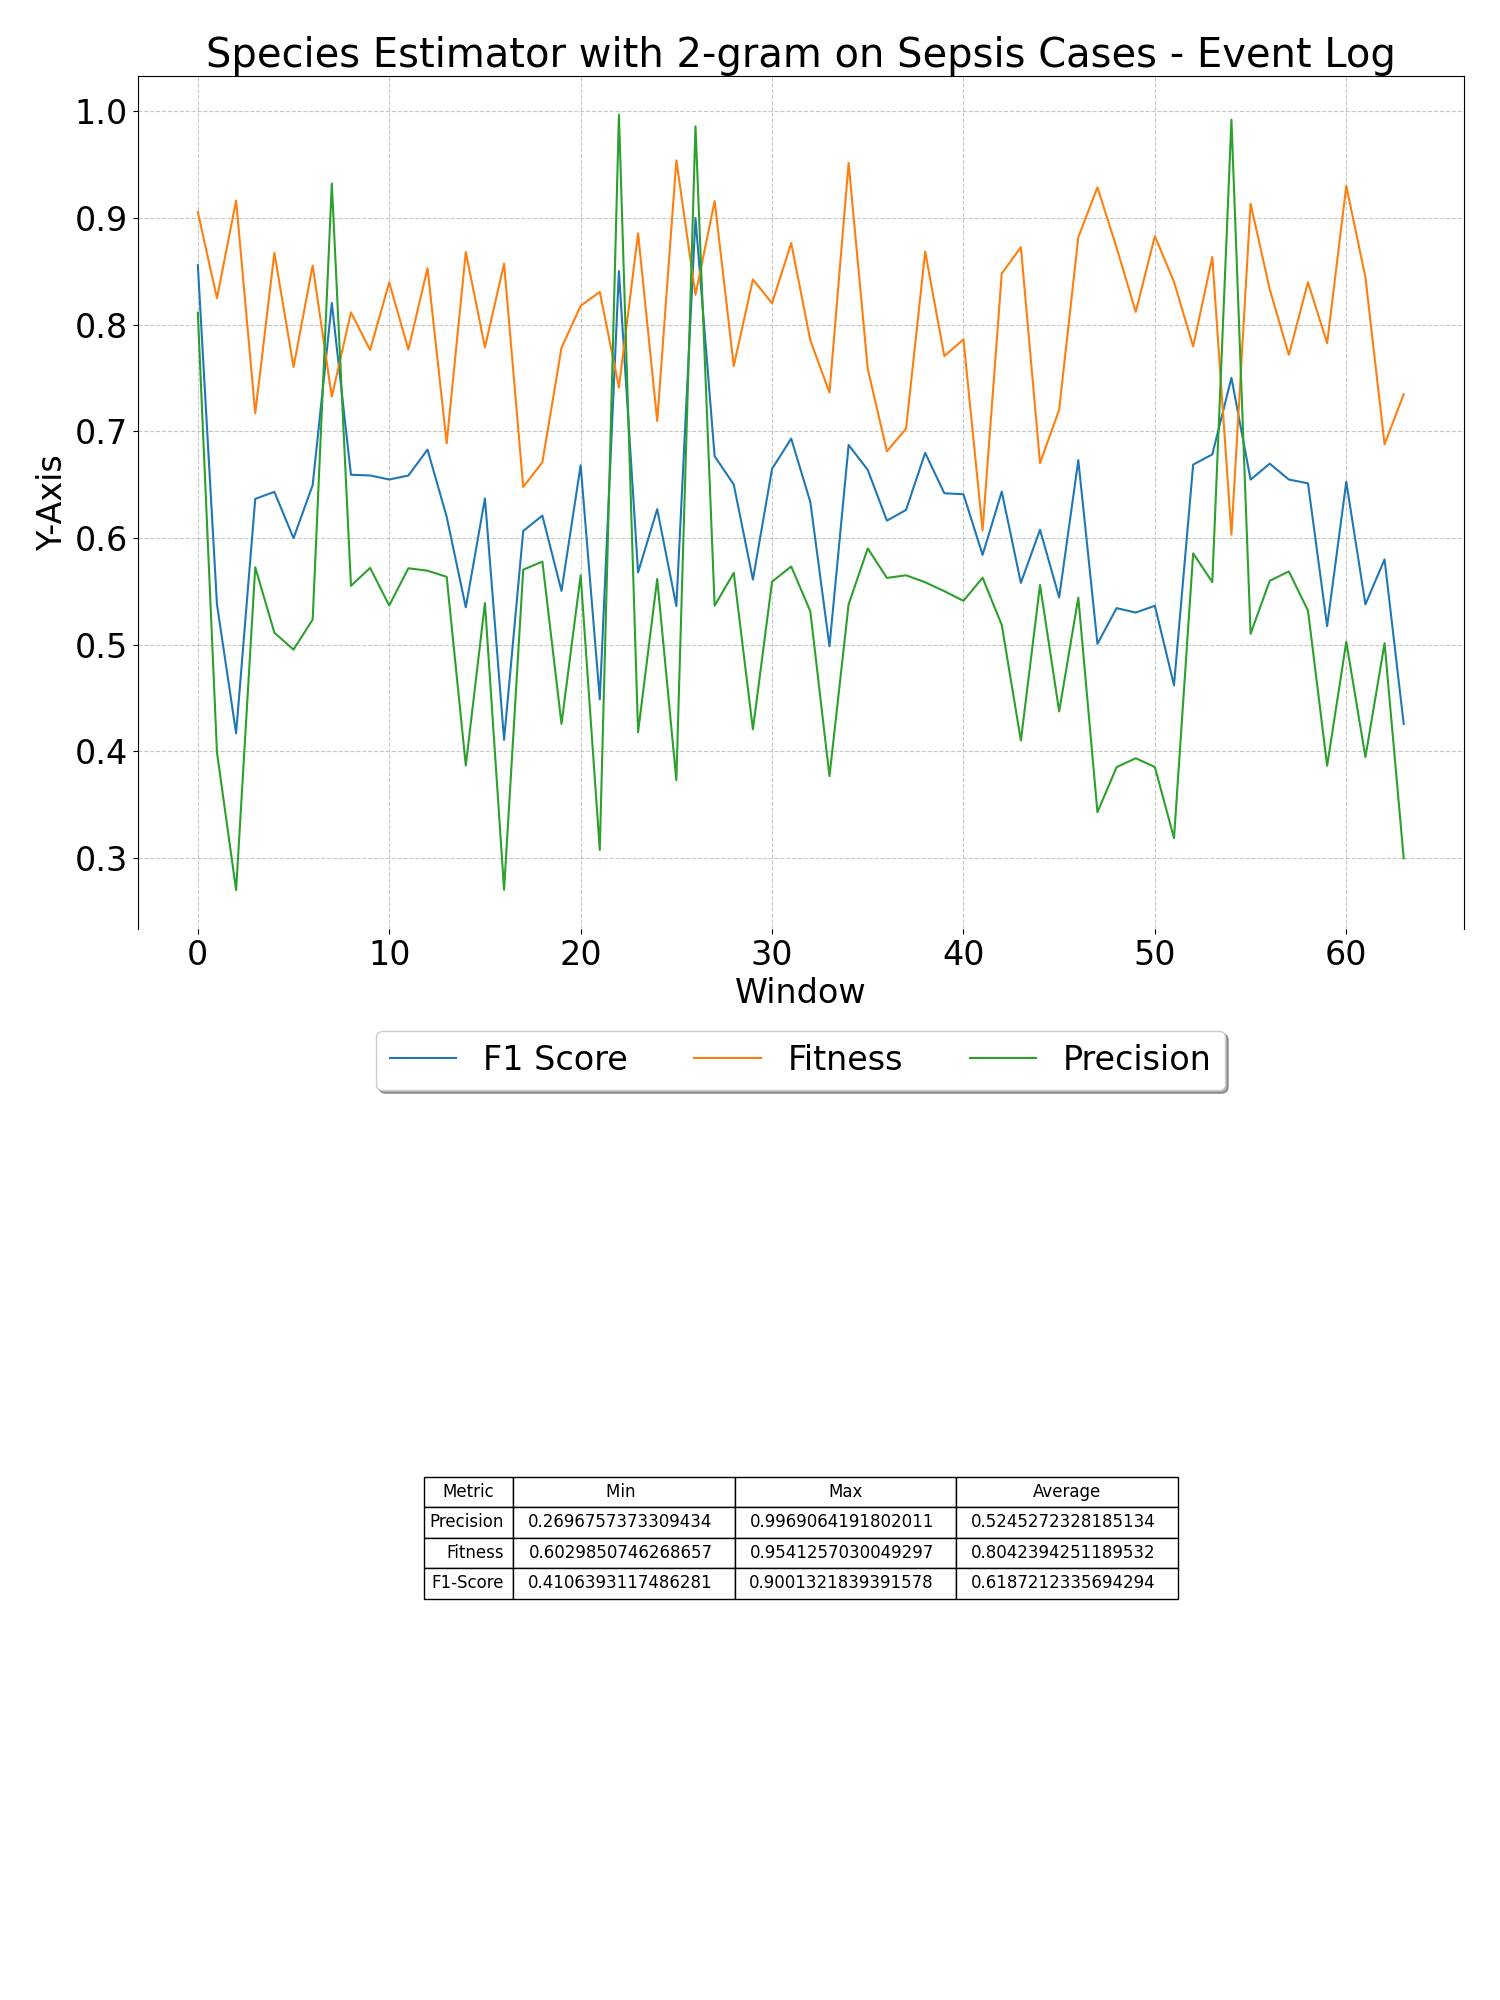 Species Estimator with 2-gram on Sepsis Cases - Event Log
1.0
0.9
0.8
0.7
0.6
0.5
0.4
0.3
Y-Axis
0 10 20 30 40 50 60
Window
F1 Score Fitness Precision
Metric Min Max Average
Precision 0.2696757373309434 0.9969064191802011 0.5245272328185134
Fitness 0.6029850746268657 0.9541257030049297 0.8042394251189532
F1-Score 0.4106393117486281 0.9001321839391578 0.6187212335694294